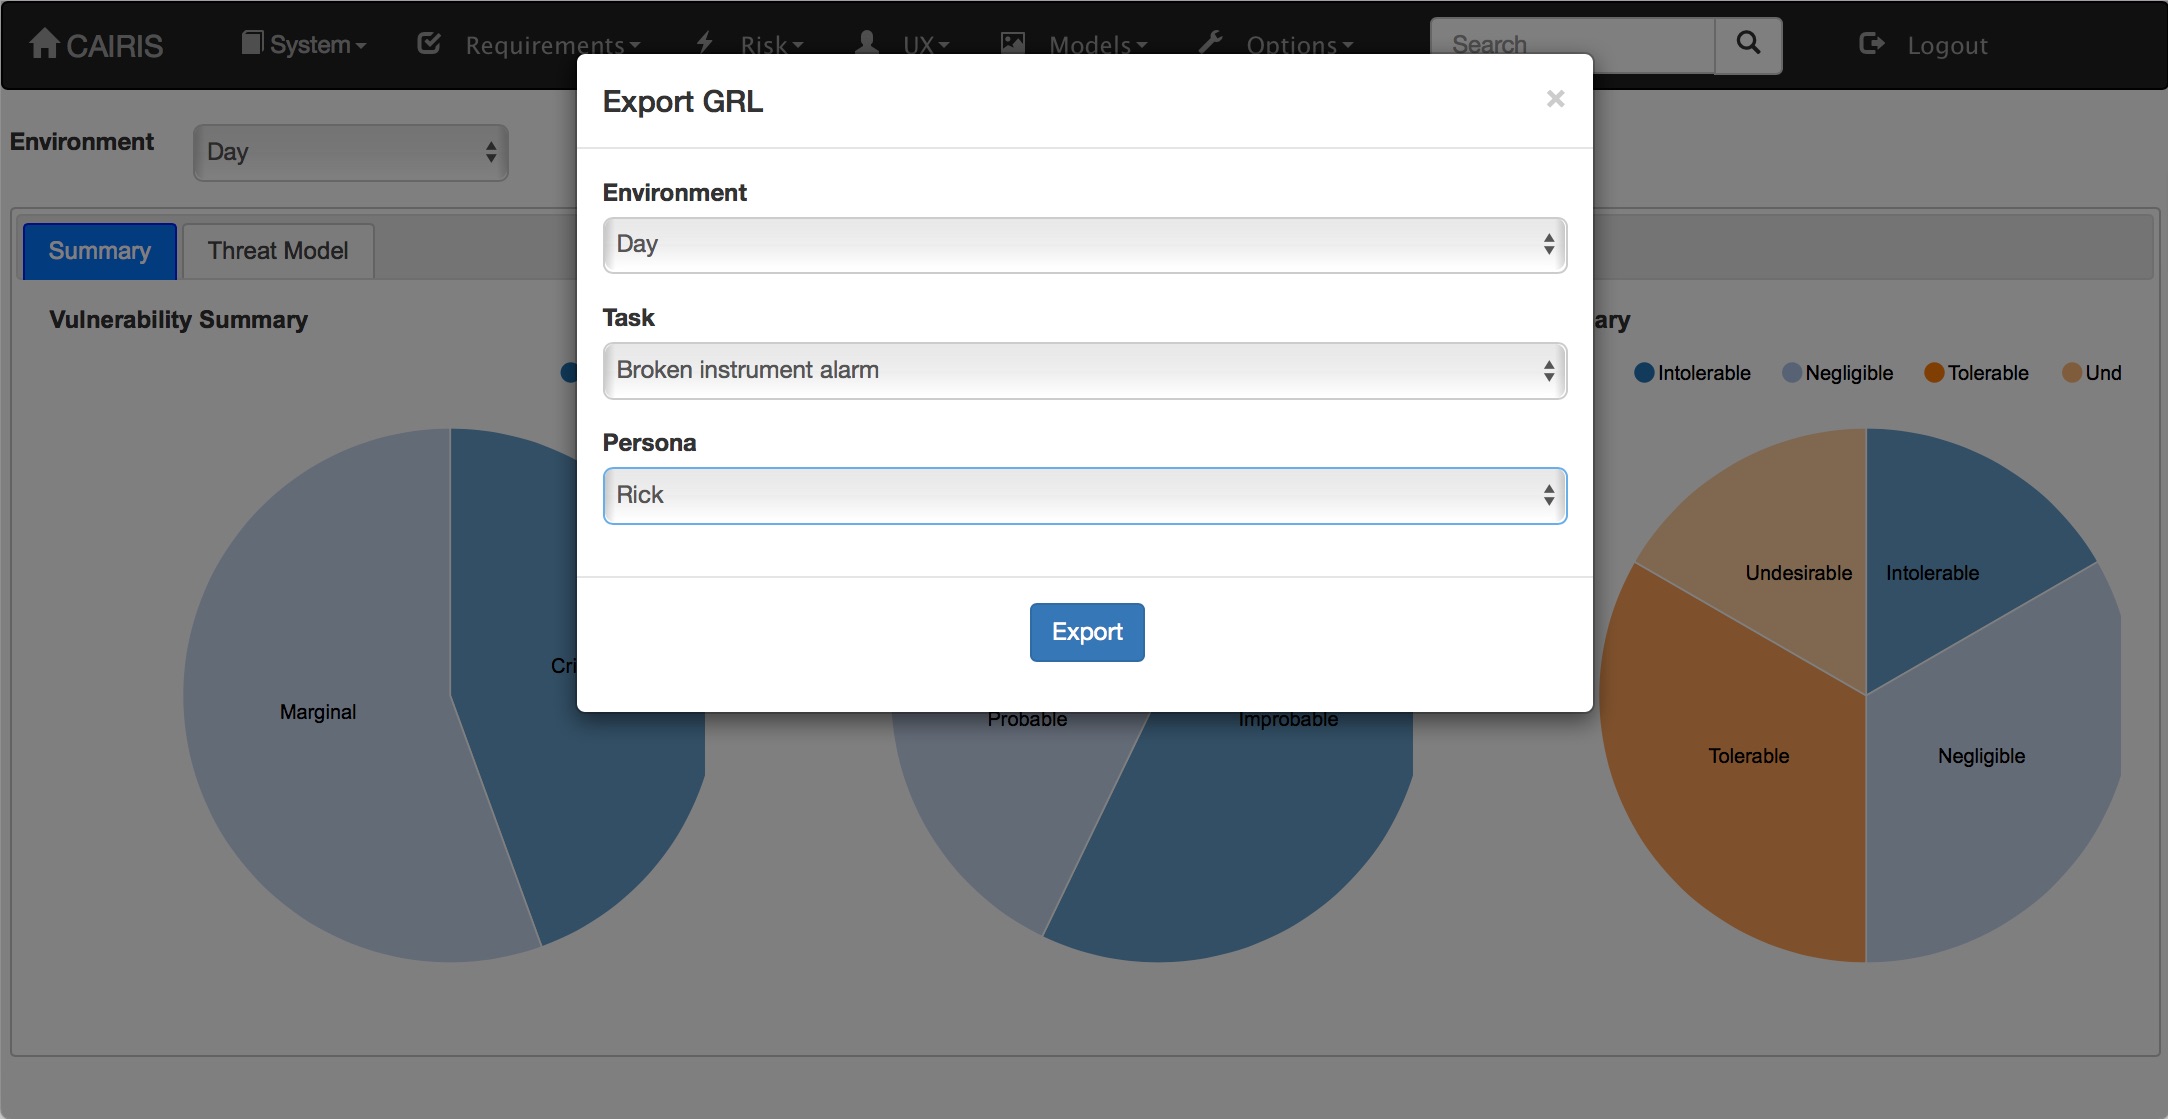 CAIRIS System Requirements Risk UX Models Options Search Logout
Export GRL ×
Environment Day
Environment
Day
Summary Threat Model
Task
Vulnerability Summary ary
Broken instrument alarm
Intolerable Negligible Tolerable Und
Persona
Rick
Undesirable Intolerable
Export
Cri
Marginal
Probable Improbable
Tolerable Negligible